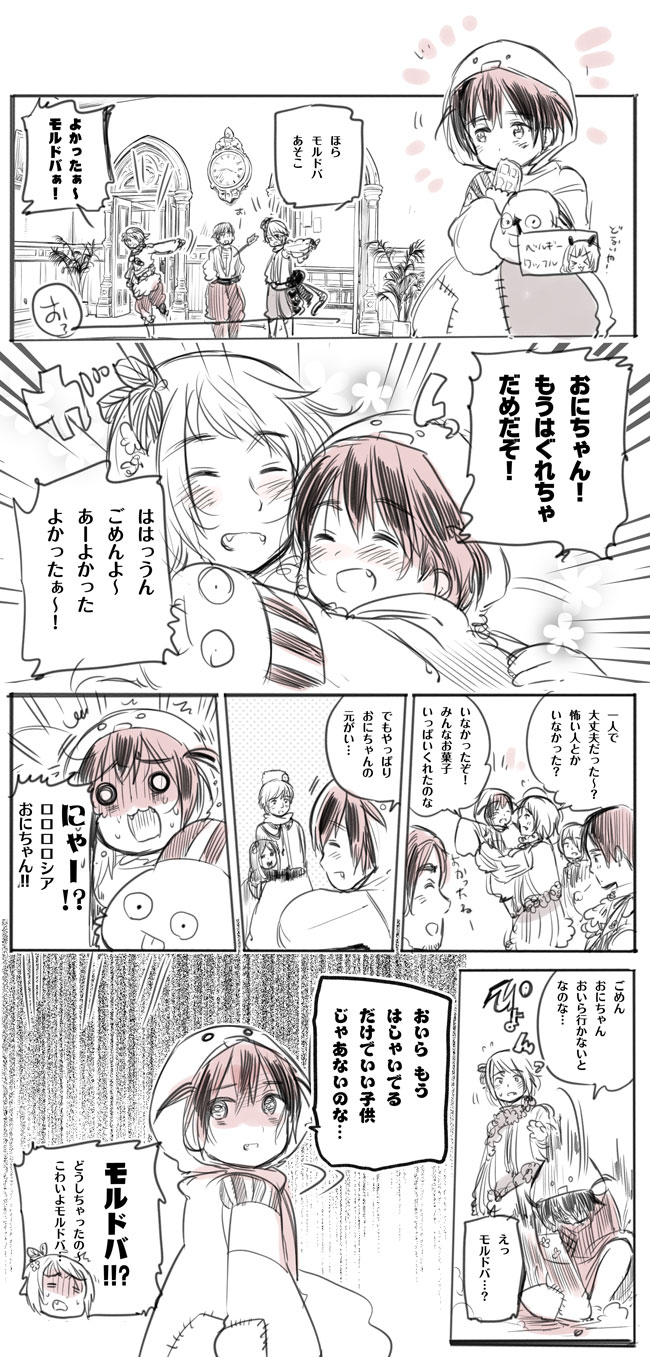 ほら
モルドバ
あそこ
よかったぁ〜
モルドバぁ！
お？
ベルギー
ワッフル
どないや！
おにちゃん！
もうはぐれちゃ
だめだぞ！
ははっうん
ごめんよ〜
あーよかった
よかったぁ〜！
一人で
大丈夫だった〜？
怖い人とか
いなかった？
いなかったぞ！
みんなお菓子
いっぱいくれたのな
よかったねー
でもやっぱり
おにちゃんの
元がい…
にゃー！？
ロロロロシア
おにちゃん！！
ごめん
おにちゃん
おいら行かないと
なのな…
ぴょん
？
えっ
モルドバ…？
おいら もう
はしゃいでる
だけでいい子供
じゃあないのな…
モルドバ！！！？
どうしちゃったの〜
こわいよモルドバ…